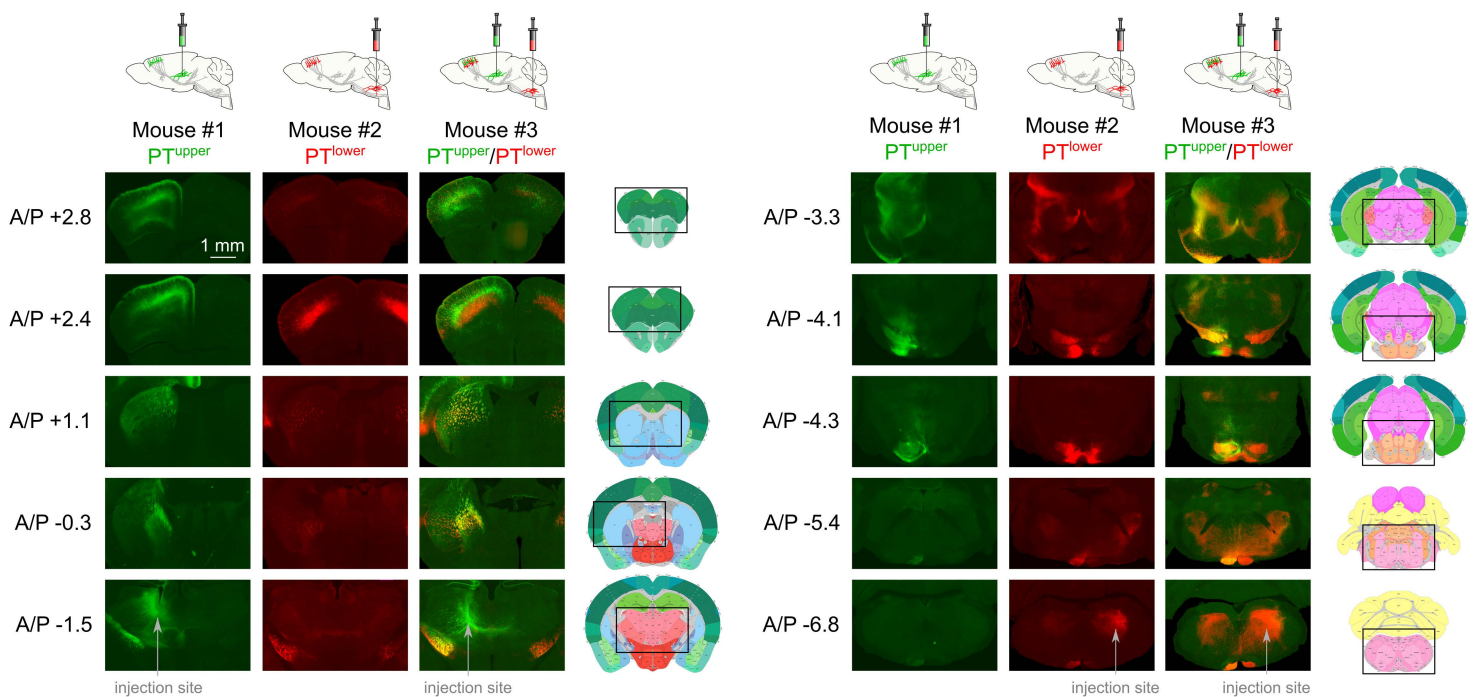 Mouse #1 Mouse #2 Mouse #3
PTupper PTlower PTupper/PTlower
A/P +2.8
1 mm
A/P +2.4
A/P +1.1
A/P -0.3
A/P -1.5
injection site injection site
Mouse #1 Mouse #2 Mouse #3
PTupper PTlower PTupper/PTlower
A/P -3.3
A/P -4.1
A/P -4.3
A/P -5.4
A/P -6.8
injection site injection site